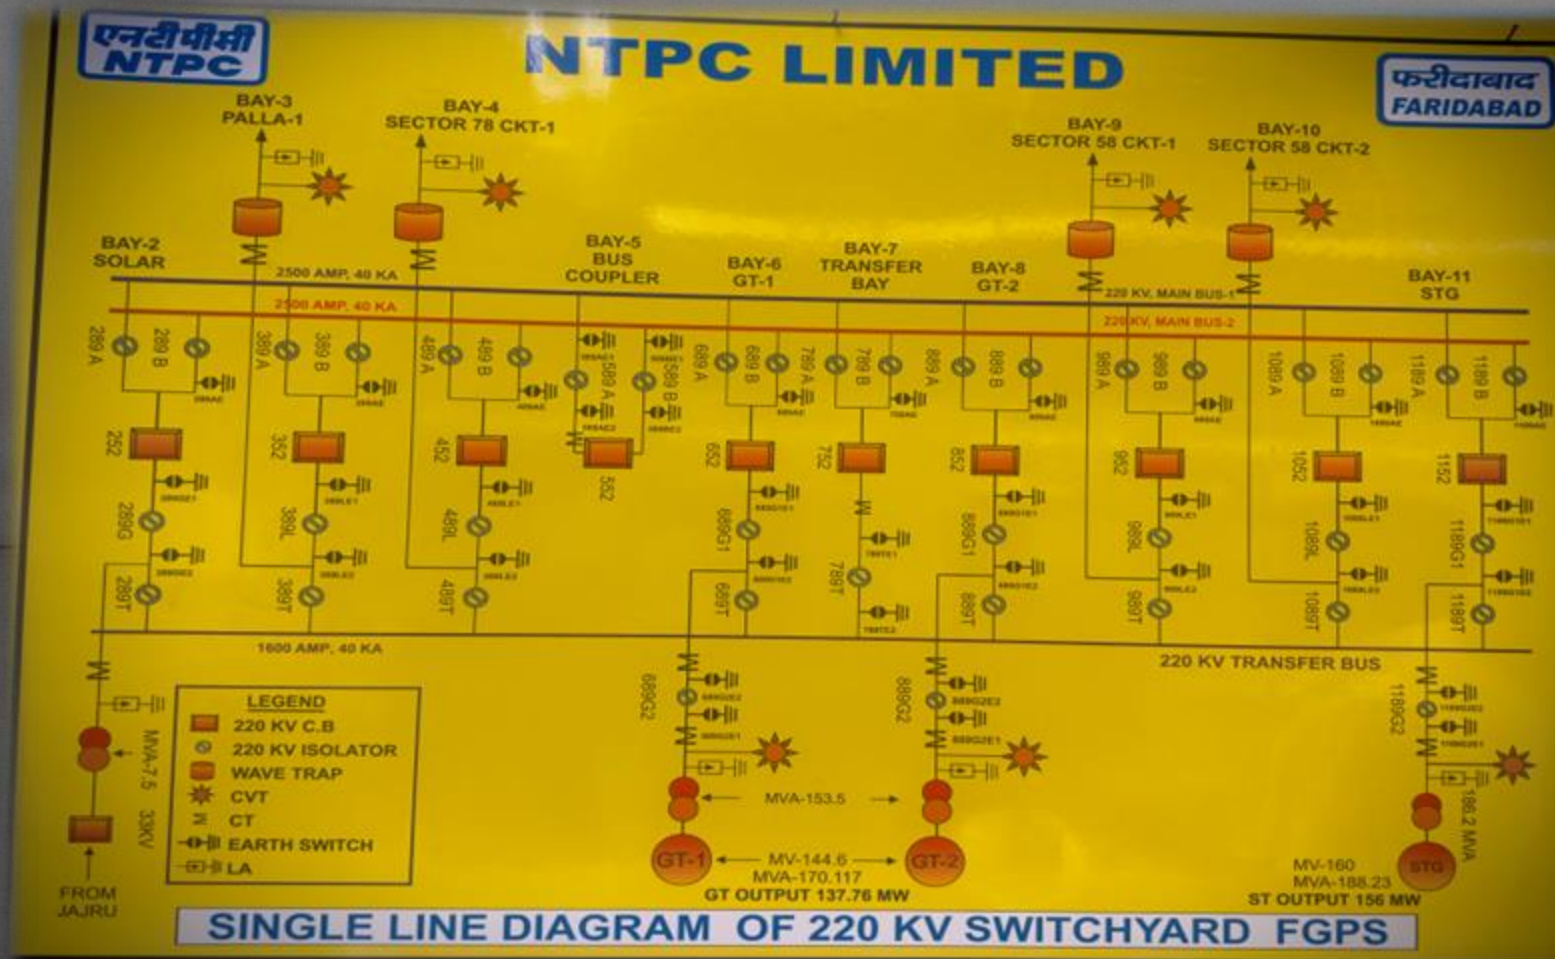 एनटीपीसी
NTPC
NTPC LIMITED
फरीदाबाद
FARIDABAD
BAY-3
PALLA-1
BAY-4
SECTOR 78 CKT-1
BAY-9
SECTOR 58 CKT-1
BAY-10
SECTOR 58 CKT-2
BAY-2
SOLAR
BAY-5
BUS
COUPLER
BAY-6
GT-1
BAY-7
TRANSFER
BAY
BAY-8
GT-2
BAY-11
STG
2500 AMP, 40 KA
220 KV, MAIN BUS-1
2500 AMP, 40 KA
220 KV, MAIN BUS-2
289 A
289 B
389 A
389 B
489 A
489 B
589 A
589 B
689 A
689 B
789 A
789 B
889 A
889 B
989 A
989 B
1089 A
1089 B
1189 A
1189 B
252
352
452
552
652
752
852
952
1052
1152
289G
389L
489L
689G1
889G1
989L
1089L
1189G1
289T
389T
489T
689T
789T
889T
989T
1089T
1189T
1600 AMP, 40 KA
220 KV TRANSFER BUS
689G2
889G2
1189G2
LEGEND
220 KV C.B
220 KV ISOLATOR
WAVE TRAP
CVT
M CT
EARTH SWITCH
LA
MVA-7.5
33KV
FROM
JAJRU
MVA-153.5
GT-1
MV-144.6
GT-2
MVA-170.117
GT OUTPUT 137.76 MW
186.2 MVA
MV-160
STG
MVA-188.23
ST OUTPUT 156 MW
SINGLE LINE DIAGRAM OF 220 KV SWITCHYARD FGPS